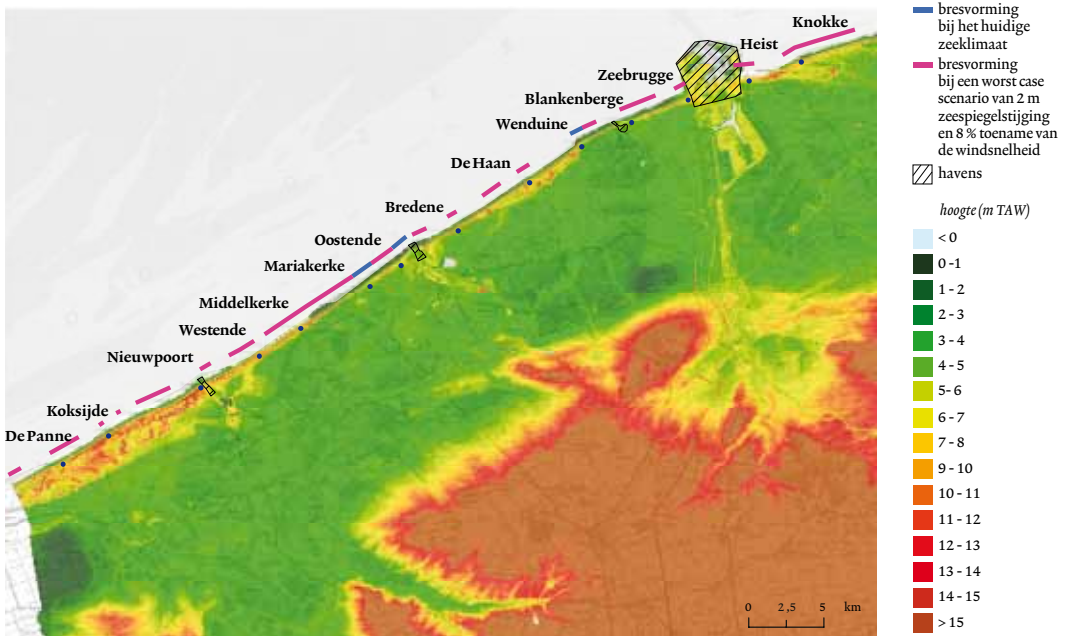 Knokke
Heist
Zeebrugge
Blankenberge
Wenduine
De Haan
Bredene
Oostende
Mariakerke
Middelkerke
Westende
Nieuwpoort
Koksijde
De Panne
0 2,5 5 km
bresvorming
bij het huidige
zeeklimaat
bresvorming
bij een worst case
scenario van 2 m
zeespiegelstijging
en 8 % toename van
de windsnelheid
havens
hoogte (m TAW)
< 0
0 - 1
1 - 2
2 - 3
3 - 4
4 - 5
5 - 6
6 - 7
7 - 8
9 - 10
10 - 11
11 - 12
12 - 13
13 - 14
14 - 15
> 15